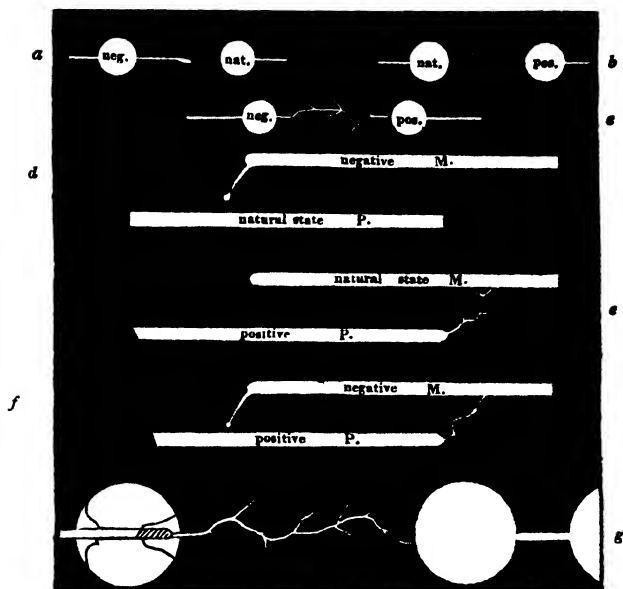 a neg. nat. nat. pos. b
neg. pos. c
negative M.
d
natural state P.
natural state M.
e
positive P.
negative M.
f
positive P.
g